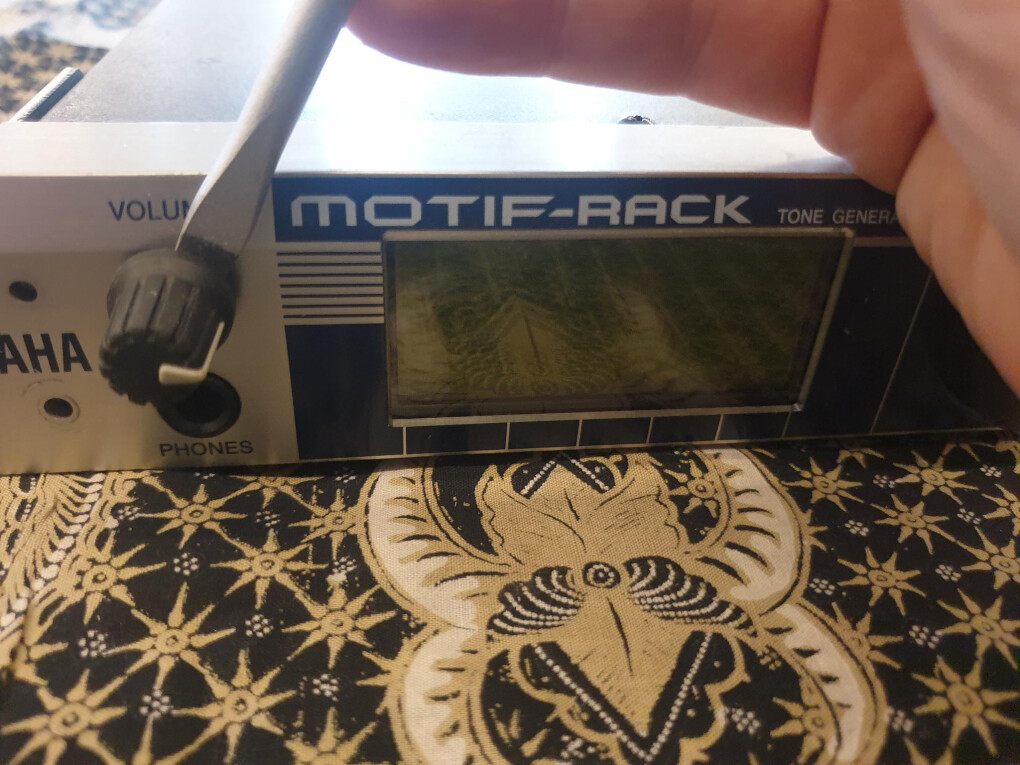 VOLUM
MOTIF-RACK
TONE GENERA
AHA
PHONES